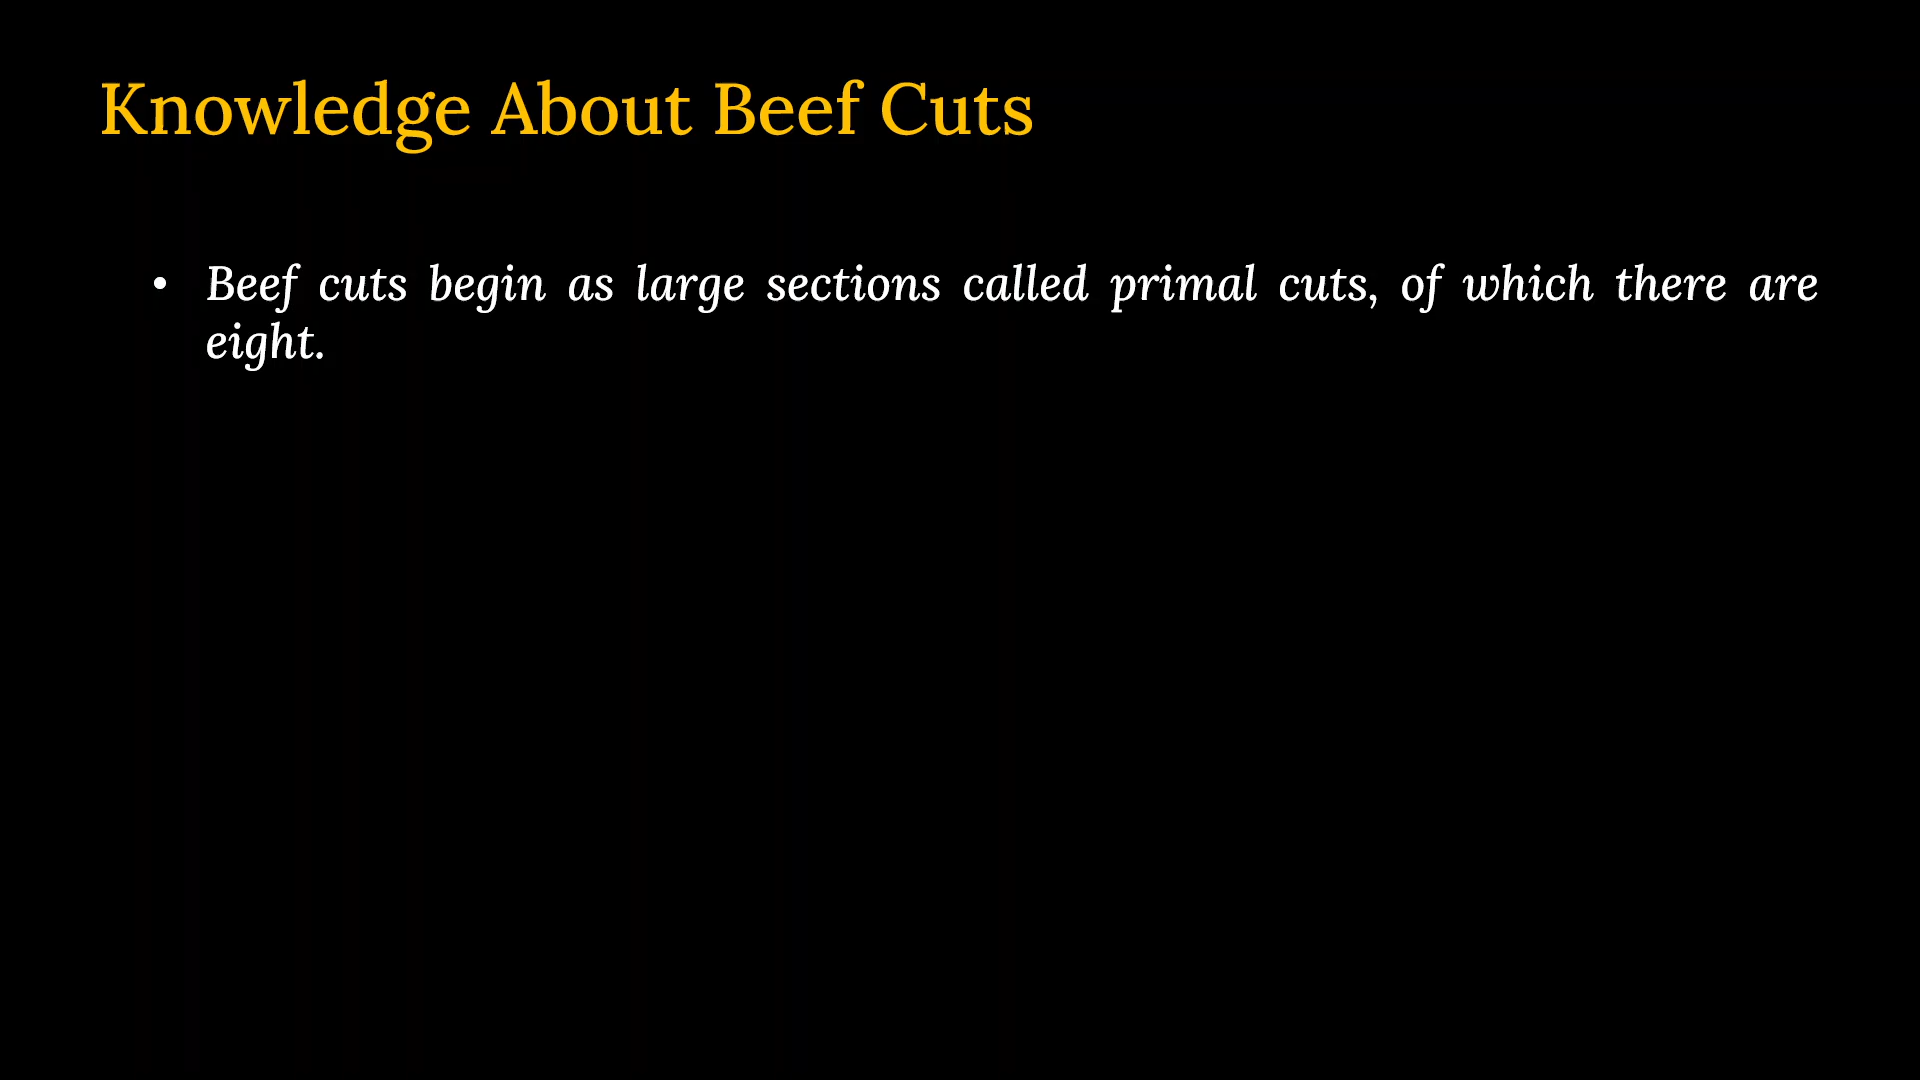 Knowledge About Beef Cuts
• Beef cuts begin as large sections called primal cuts, of which there are
eight.